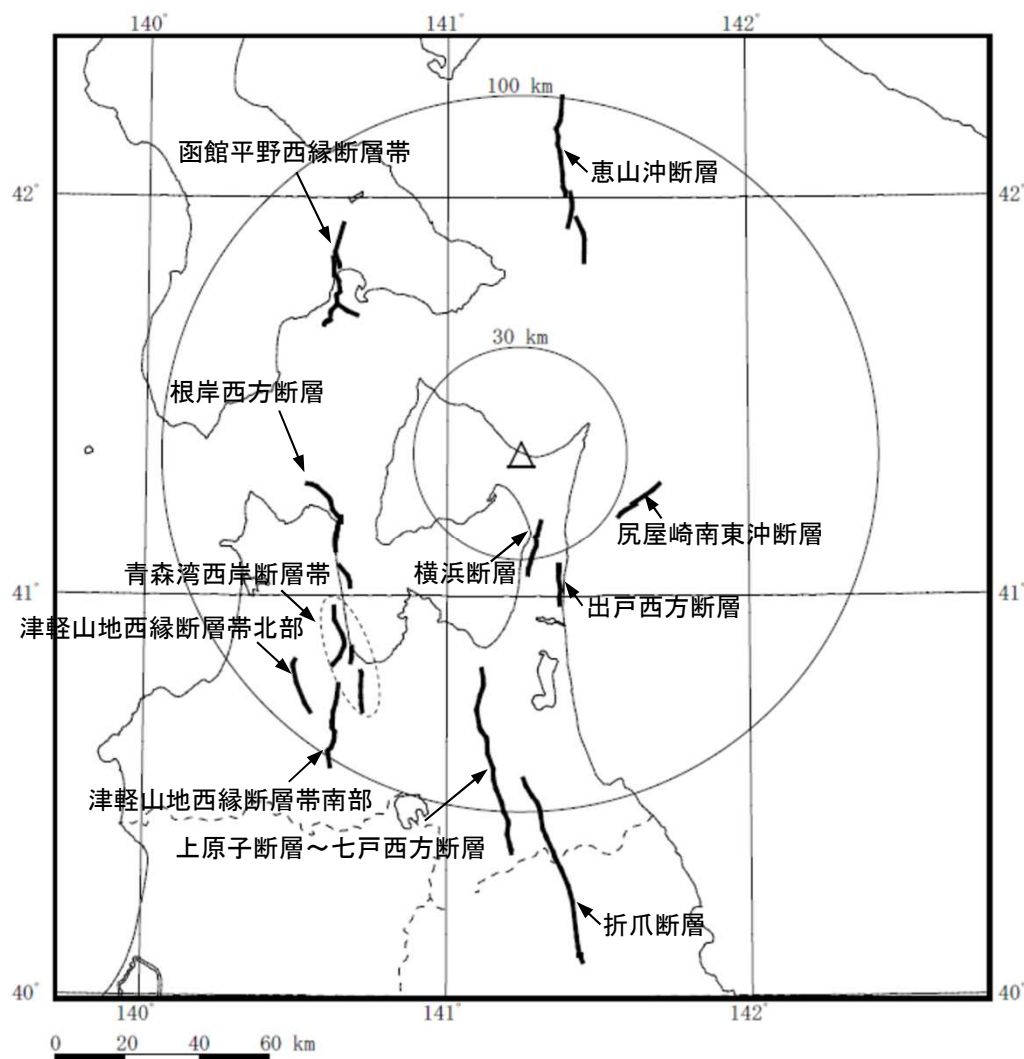 140° 141° 142°
100 km
函館平野西縁断層帯
恵山沖断層
42° 42°
30 km
根岸西方断層
尻屋崎南東沖断層
横浜断層
青森湾西岸断層帯
41° 41°
出戸西方断層
津軽山地西縁断層帯北部
津軽山地西縁断層帯南部
上原子断層～七戸西方断層
折爪断層
40° 40°
140° 141° 142°
0 20 40 60 km